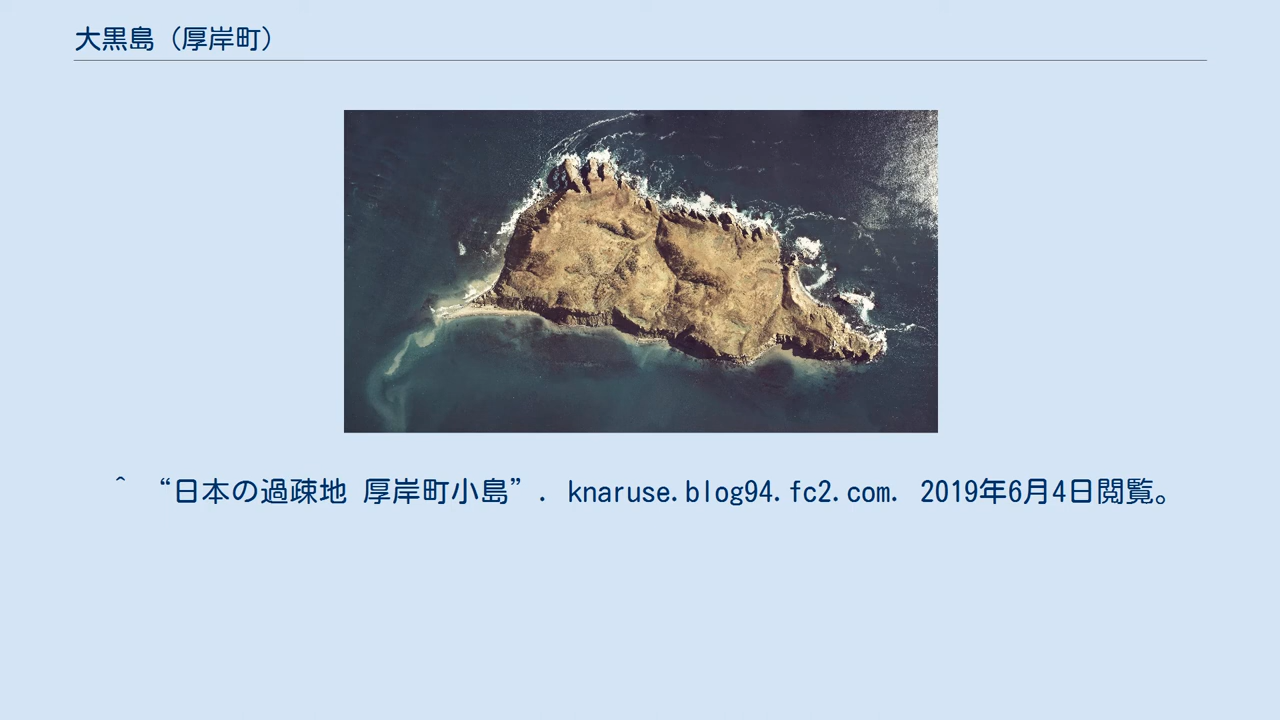 大黒島（厚岸町）
^ “日本の過疎地 厚岸町小島”. knaruse.blog94.fc2.com. 2019年6月4日閲覧。